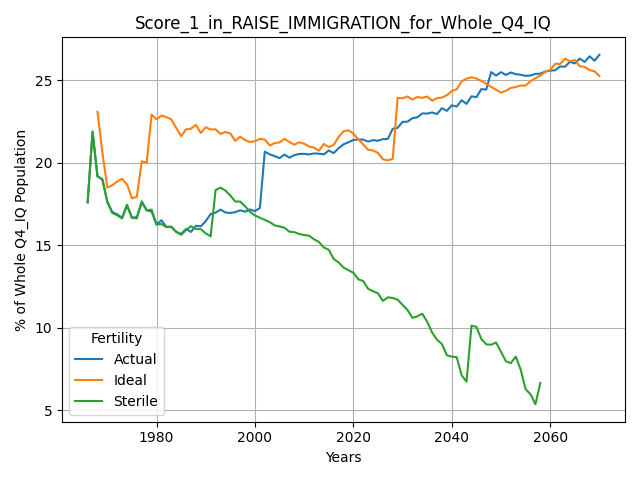 Score_1_in_RAISE_IMMIGRATION_for_Whole_Q4_IQ
% of Whole Q4_IQ Population
25
20
15
10
5
Fertility
Actual
Ideal
Sterile
1980
2000
2020
2040
2060
Years